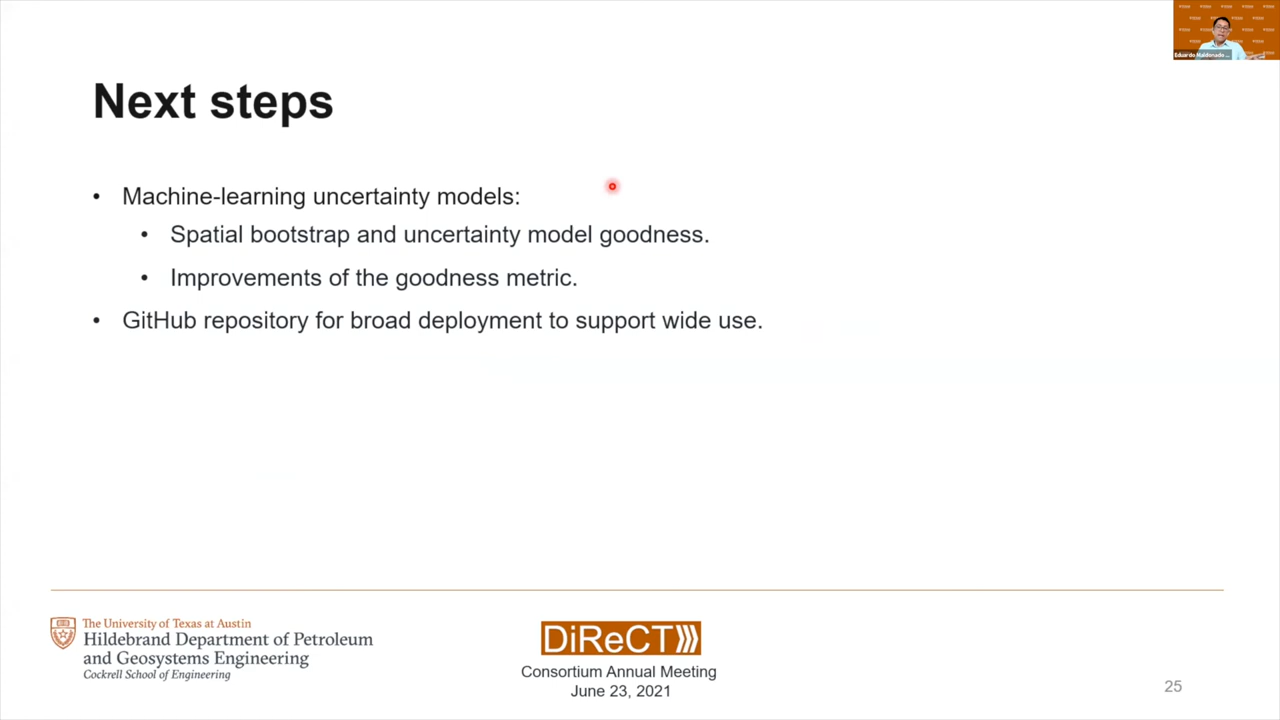 Eduardo Maldonado ...
Next steps
• Machine-learning uncertainty models:
• Spatial bootstrap and uncertainty model goodness.
• Improvements of the goodness metric.
• GitHub repository for broad deployment to support wide use.
The University of Texas at Austin
Hildebrand Department of Petroleum
and Geosystems Engineering
Cockrell School of Engineering
DiReCT
Consortium Annual Meeting
June 23, 2021
25